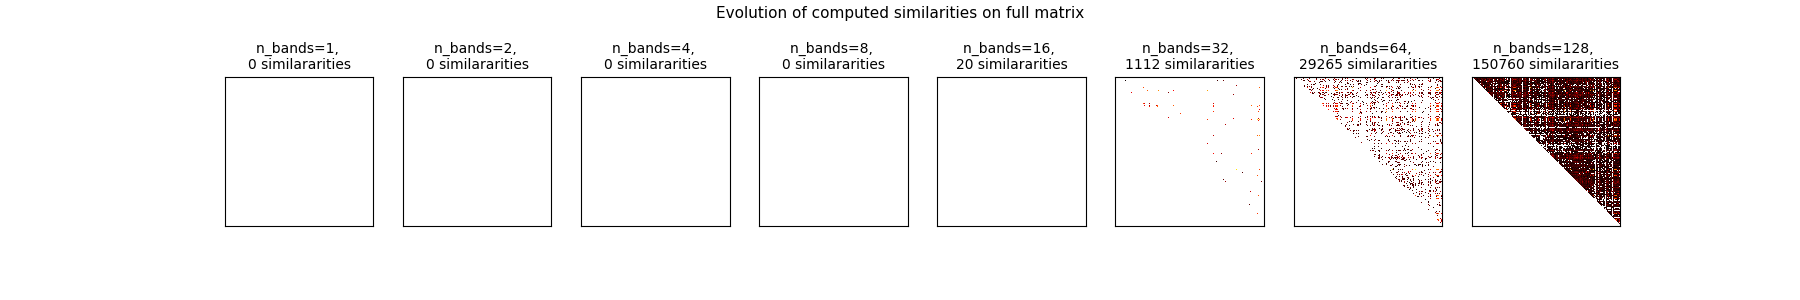 Evolution of computed similarities on full matrix
n_bands=1,
0 similararities
n_bands=2,
0 similararities
n_bands=4,
0 similararities
n_bands=8,
0 similararities
n_bands=16,
20 similararities
n_bands=32,
1112 similararities
n_bands=64,
29265 similararities
n_bands=128,
150760 similararities